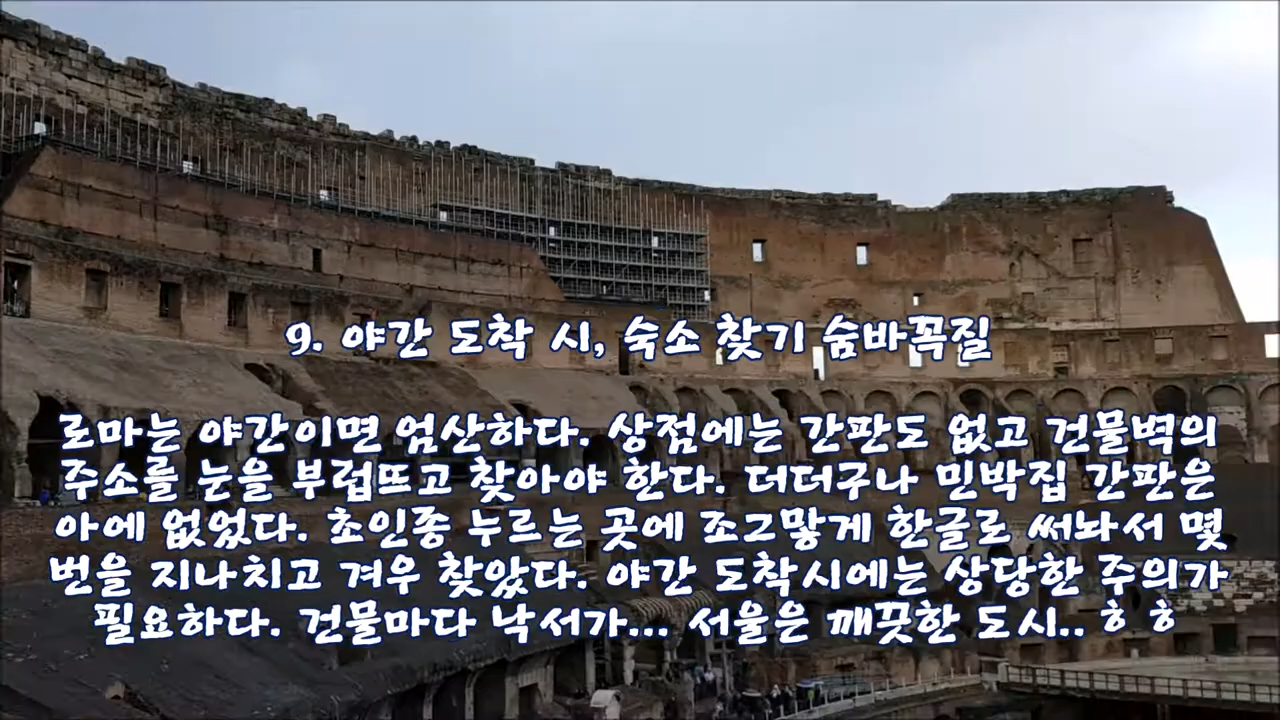 9. 야간 도착 시, 숙소 찾기 숨바꼭질
로마는 야간이면 엄산하다. 상점에는 간판도 없고 건물벽의
주소를 눈을 부럽뜨고 찾아야 한다. 더더구나 민박집 간판은
아에 없었다. 초인종 누르는 곳에 조그맣게 한글로 써놔서 몇
번을 지나치고 겨우 찾았다. 야간 도착시에는 상당한 주의가
필요하다. 건물마다 낙서가... 서울은 깨끗한 도시..ㅎㅎ